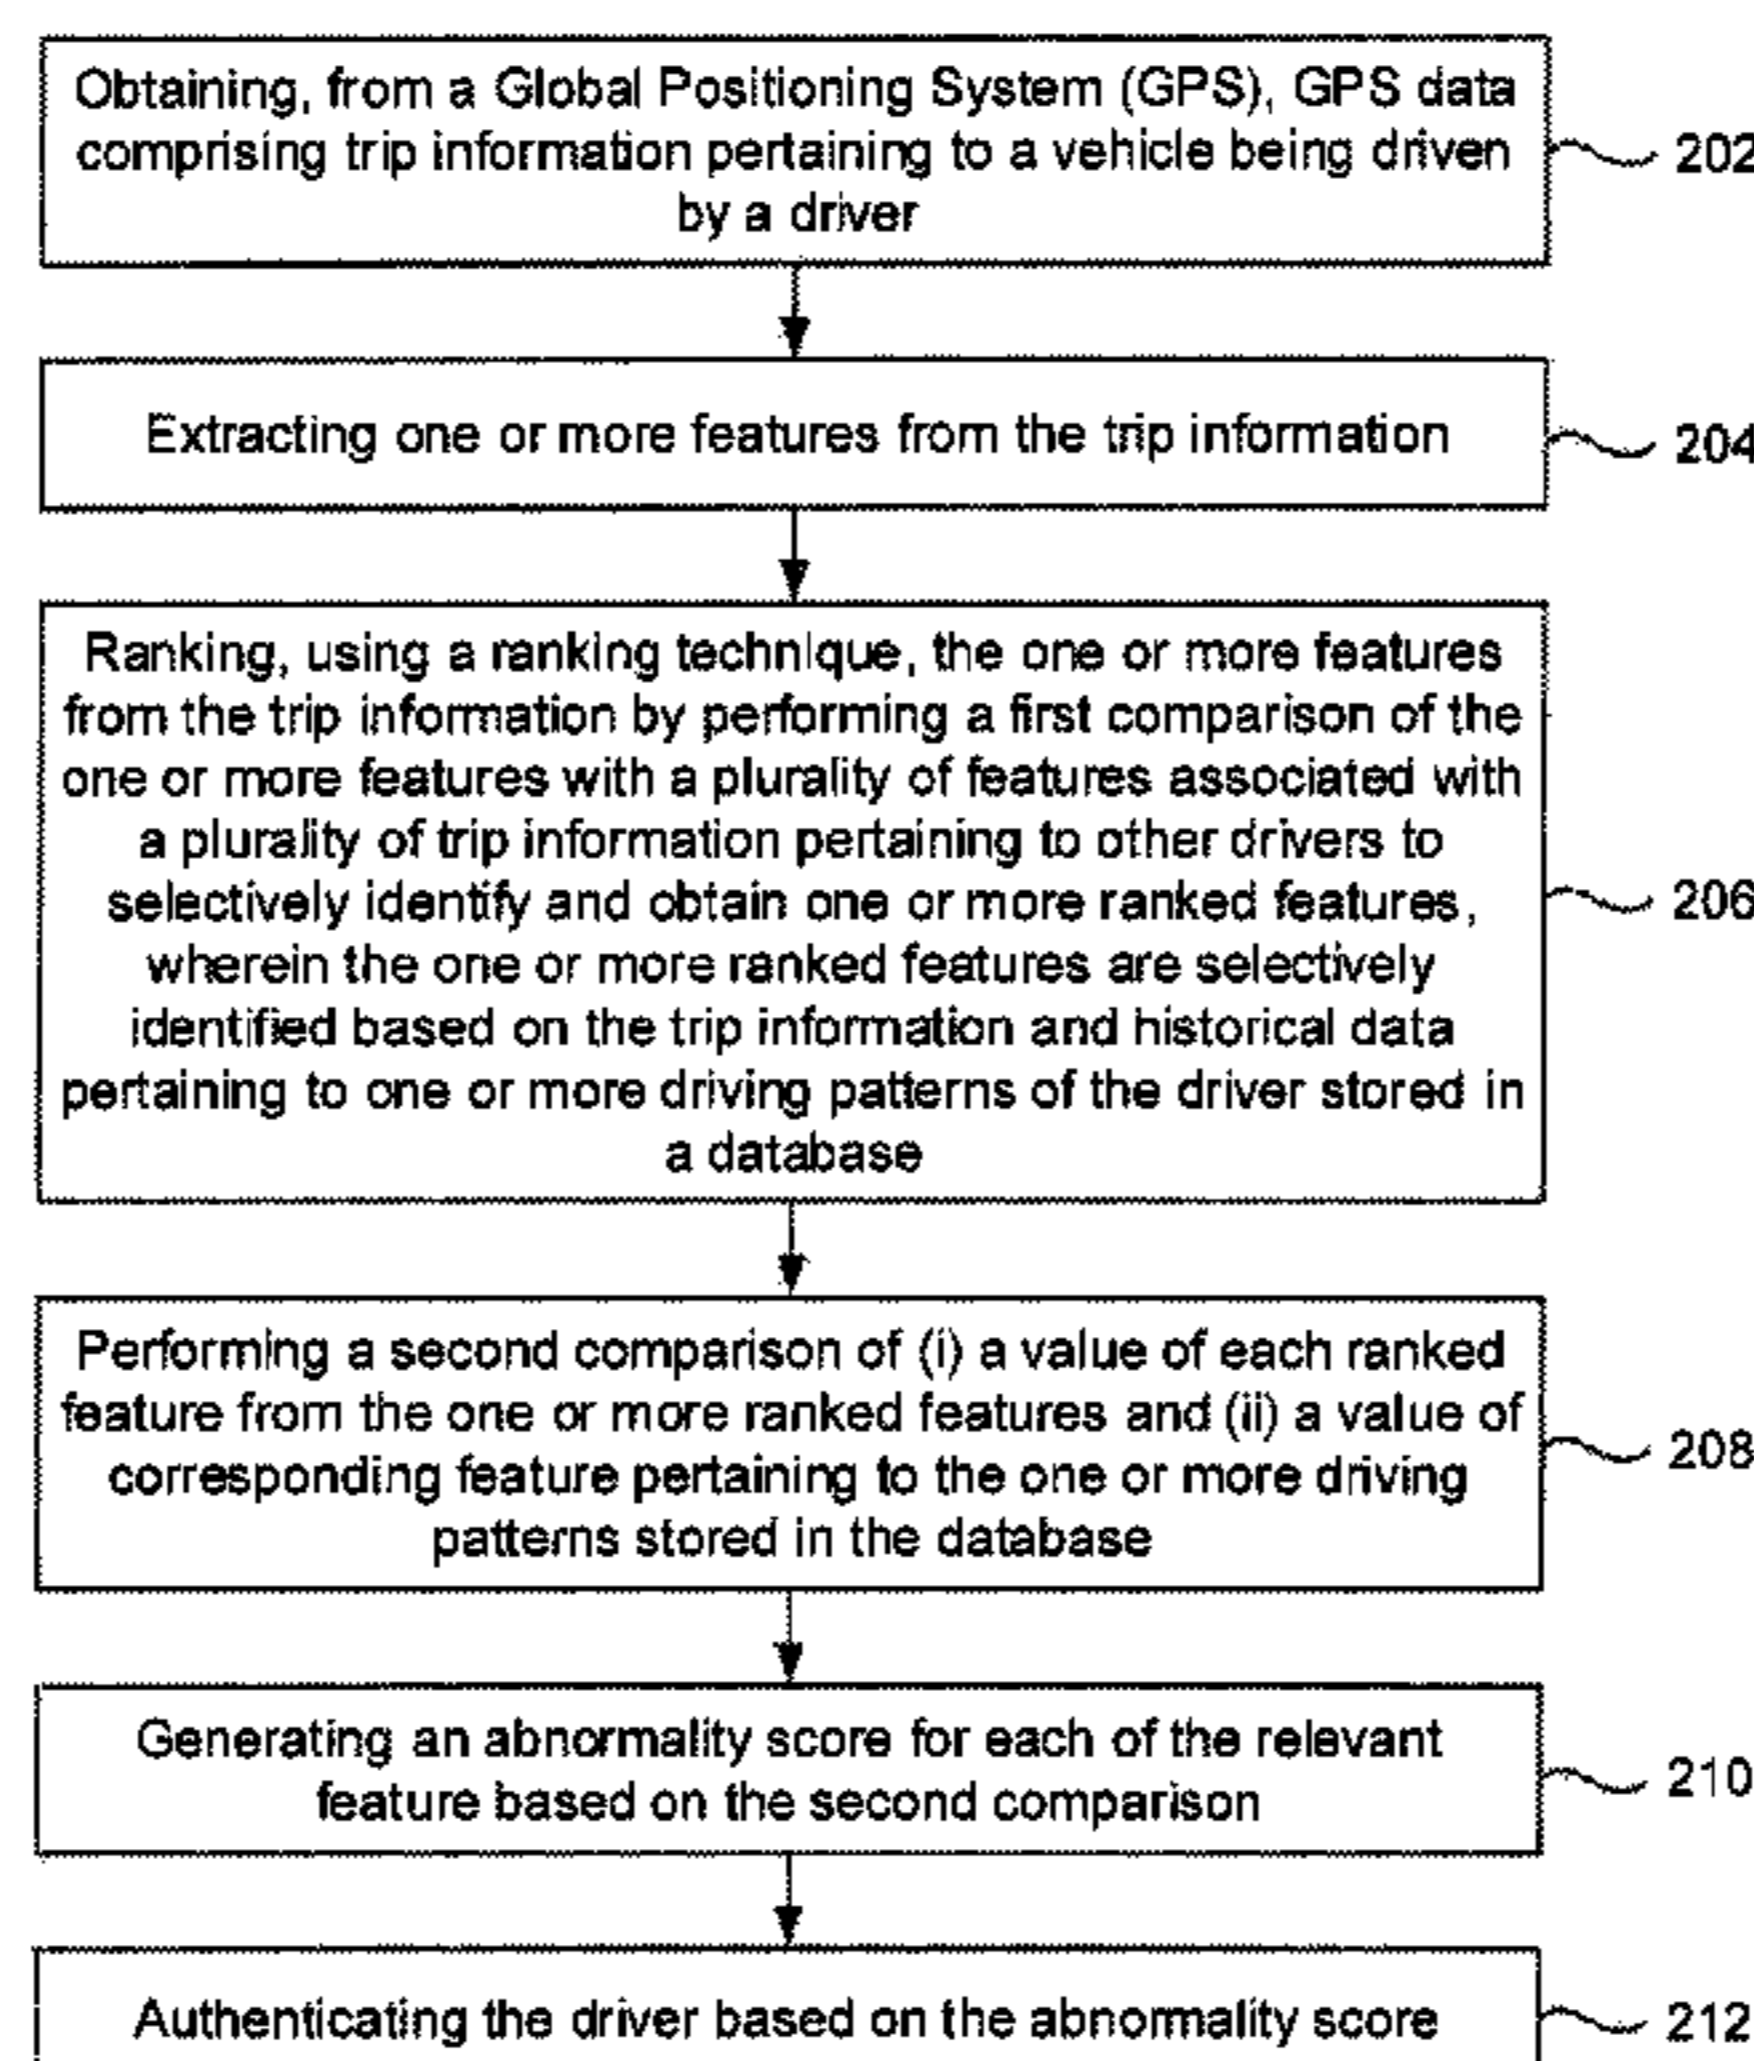 Obtaining, from a Global Positioning System (GPS), GPS data
comprising trip information pertaining to a vehicle being driven
by a driver
202
Extracting one or more features from the trip information
204
Ranking, using a ranking technique, the one or more features
from the trip information by performing a first comparison of the
one or more features with a plurality of features associated with
a plurality of trip information pertaining to other drivers to
selectively identify and obtain one or more ranked features,
wherein the one or more ranked features are selectively
identified based on the trip information and historical data
pertaining to one or more driving patterns of the driver stored in
a database
206
Performing a second comparison of (i) a value of each ranked
feature from the one or more ranked features and (ii) a value of
corresponding feature pertaining to the one or more driving
patterns stored in the database
208
Generating an abnormality score for each of the relevant
feature based on the second comparison
210
Authenticating the driver based on the abnormality score
212